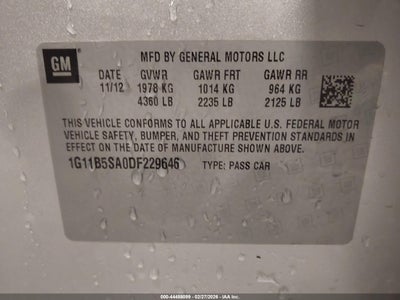 GM
MFD BY GENERAL MOTORS LLC
DATE GVWR GAWR FRT GAWR RR
11/12 1978 KG 1014 KG 964 KG
4360 LB 2235 LB 2125 LB
THIS VEHICLE CONFORMS TO ALL APPLICABLE U.S. FEDERAL MOTOR
VEHICLE SAFETY, BUMPER, AND THEFT PREVENTION STANDARDS IN
EFFECT ON THE DATE OF MANUFACTURE SHOWN ABOVE.
1G11B5SA0DF229646 TYPE: PASS CAR
000-44488099 - 02/27/2026 - IAA Inc.